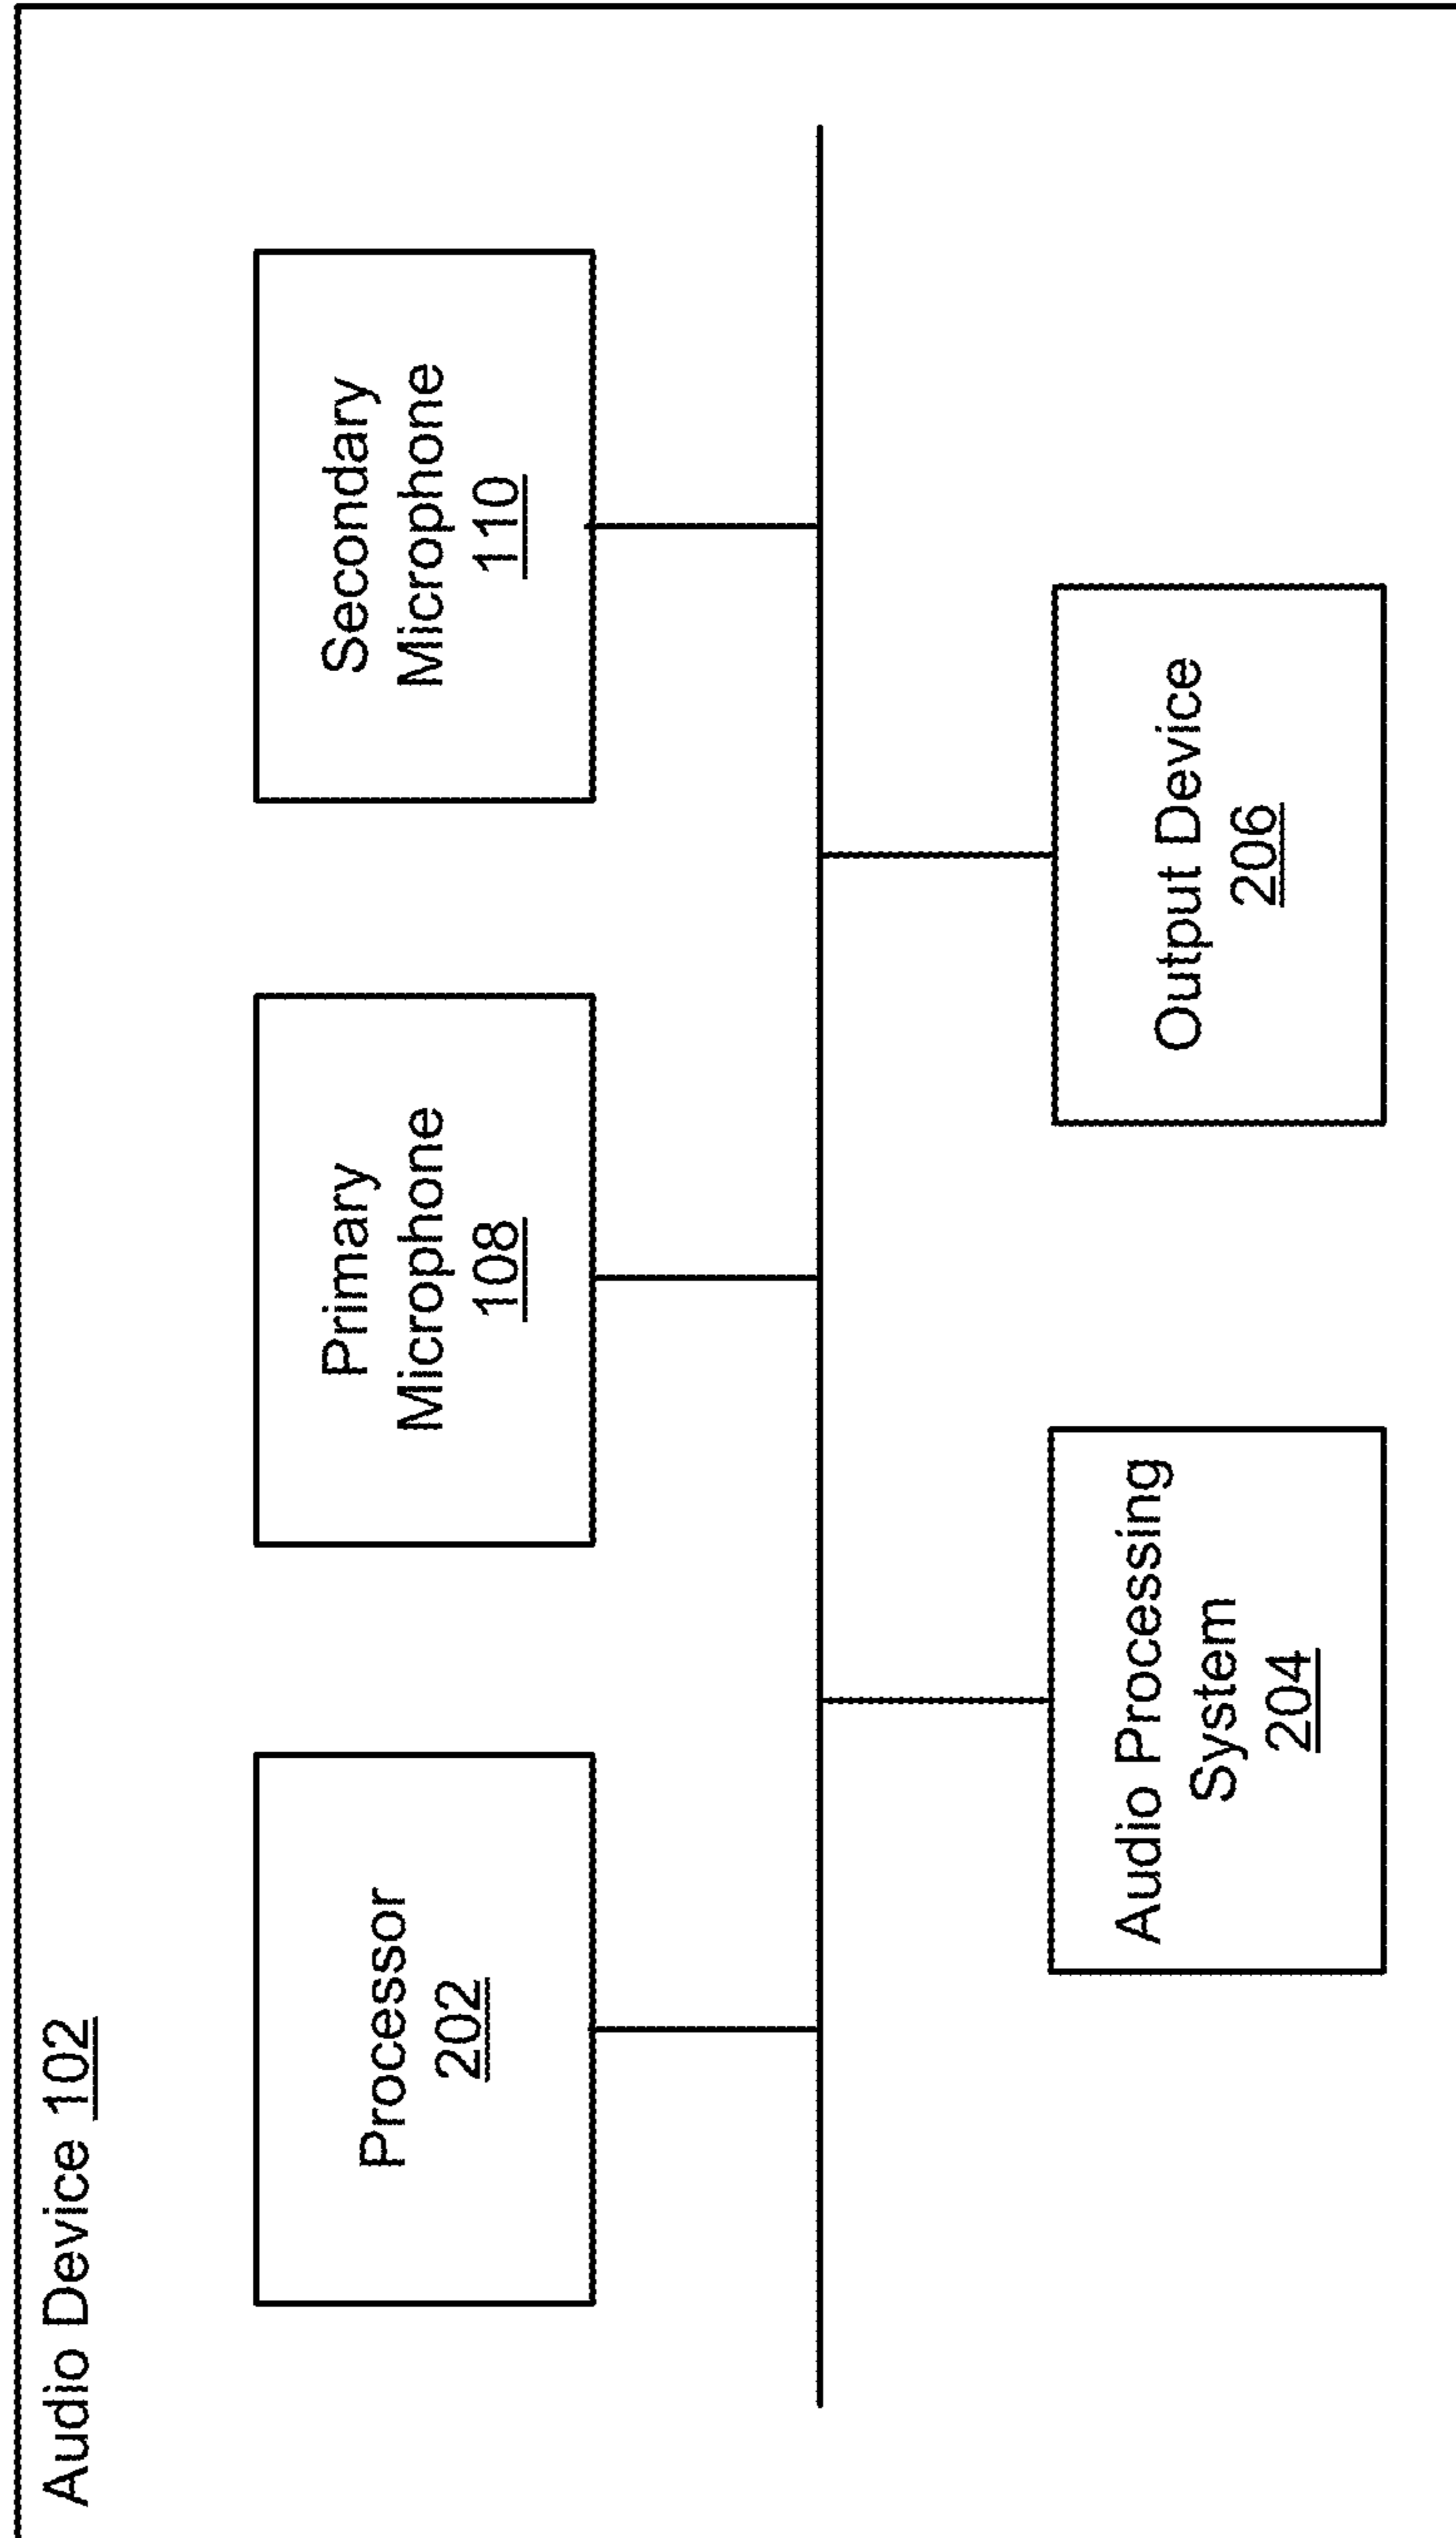 Audio Device 102
Processor
202
Primary
Microphone
108
Secondary
Microphone
110
Audio Processing
System
204
Output Device
206